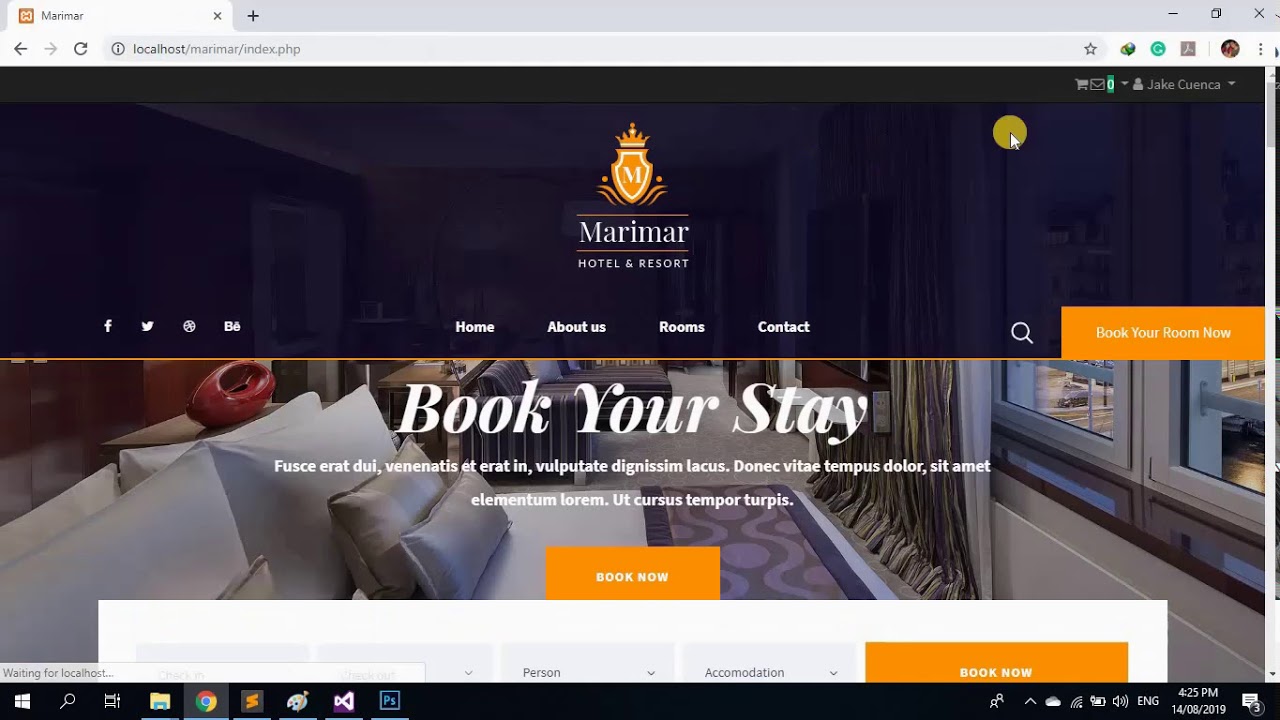 Marimar
localhost/marimar/index.php
0
Jake Cuenca
M
Marimar
HOTEL & RESORT
Home
About us
Rooms
Contact
Book Your Room Now
Book Your Stay
Fusce erat dui, venenatis et erat in, vulputate dignissim lacus. Donec vitae tempus dolor, sit amet
elementum lorem. Ut cursus tempor turpis.
BOOK NOW
Check in
Check out
Person
Accomodation
BOOK NOW
Waiting for localhost...
Ps
ENG
4:25 PM
14/08/2019
3